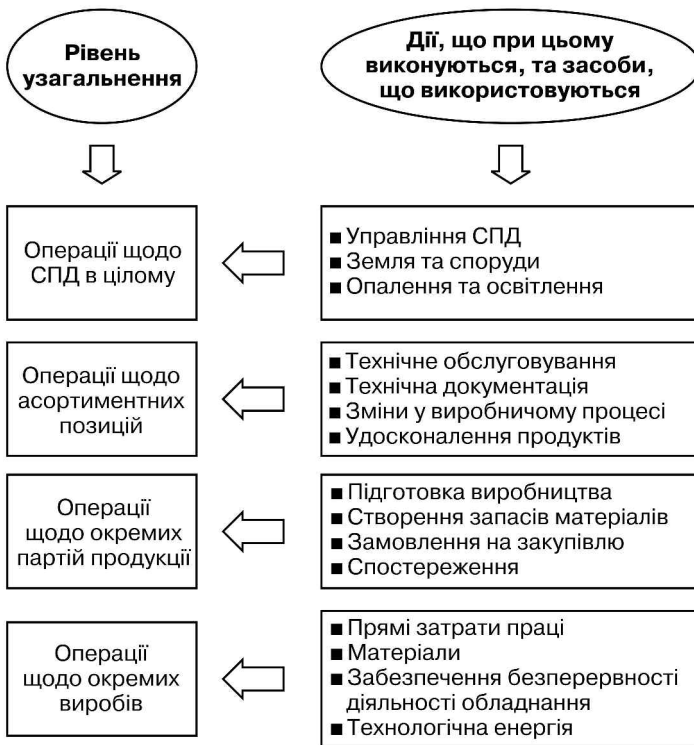 Рівень
узагальнення
Дії, що при цьому
виконуються, та засоби,
що використовуються
Операції щодо
СПД в цілому
■ Управління СПД
■ Земля та споруди
■ Опалення та освітлення
Операції щодо
асортиментних
позицій
■ Технічне обслуговування
■ Технічна документація
■ Зміни у виробничому процесі
■ Удосконалення продуктів
Операції
щодо окремих
партій продукції
■ Підготовка виробництва
■ Створення запасів матеріалів
■ Замовлення на закупівлю
■ Спостереження
Операції
щодо окремих
виробів
■ Прямі затрати праці
■ Матеріали
■ Забезпечення безперервності
діяльності обладнання
■ Технологічна енергія